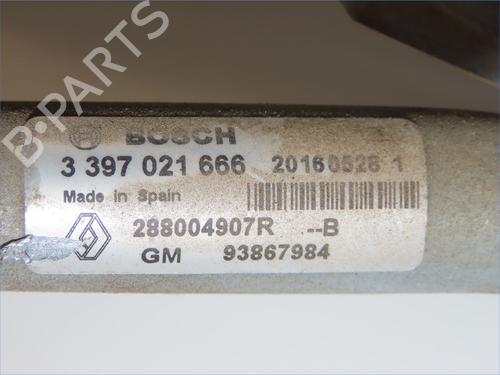 B-PARTS
BOSCH
3 397 021 666 20160528 1
Made in Spain
288004907R --B
GM 93867984